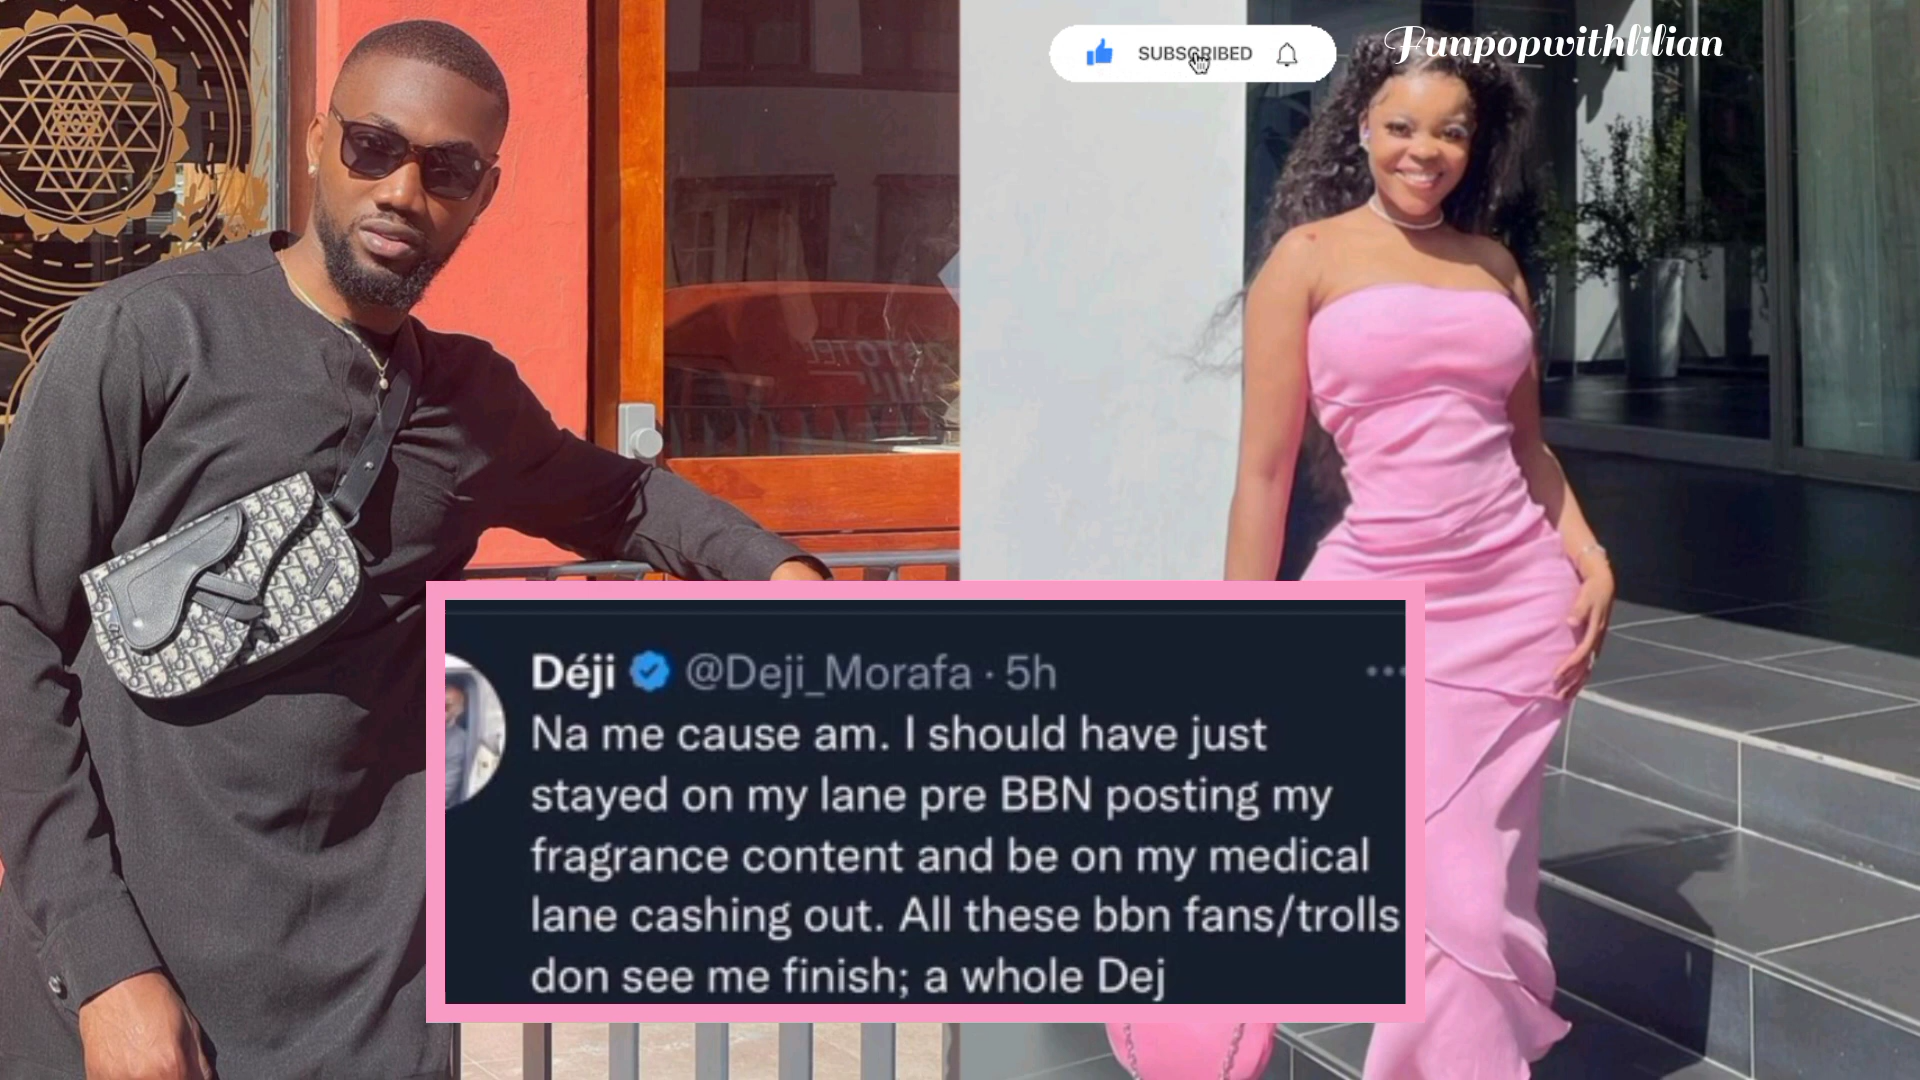 SUBSCRIBED
Funpopwithlilian
Déji @Deji_Morafa · 5h
Na me cause am. I should have just
stayed on my lane pre BBN posting my
fragrance content and be on my medical
lane cashing out. All these bbn fans/trolls
don see me finish; a whole Dej